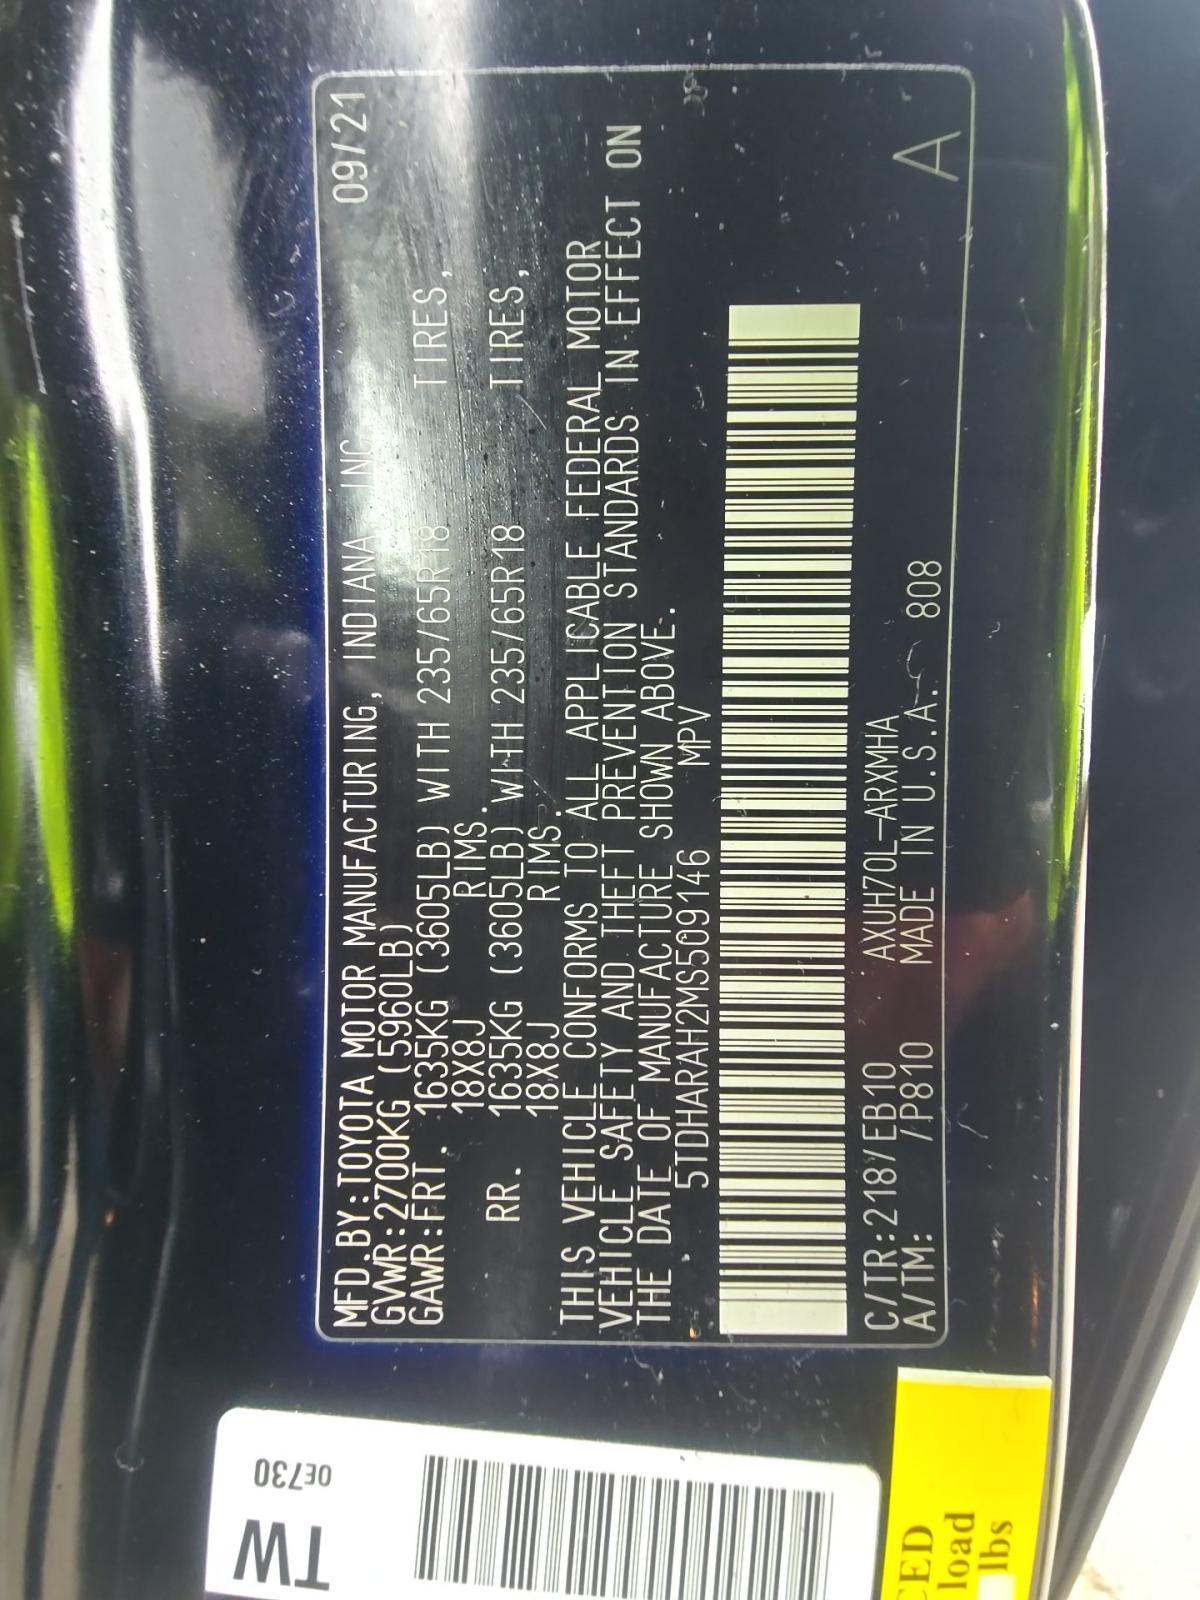 MFD.BY:TOYOTA MOTOR MANUFACTURING, INDIANA INC. 09/21
GVWR:2700KG (5960LB)
GAWR:FRT. 1635KG (3605LB) WITH 235/65R18 TIRES,
18X8J RIMS.
RR. 1635KG (3605LB) WITH 235/65R18 TIRES,
18X8J RIMS.
THIS VEHICLE CONFORMS TO ALL APPLICABLE FEDERAL MOTOR
VEHICLE SAFETY AND THEFT PREVENTION STANDARDS IN EFFECT ON
THE DATE OF MANUFACTURE SHOWN ABOVE.
5TDHARAH2MS509146 MPV
C/TR:218/EB10 AXUH70L-ARXMHA
A/TM: /P810 MADE IN U.S.A. 808 A
TW
0E730
load
lbs